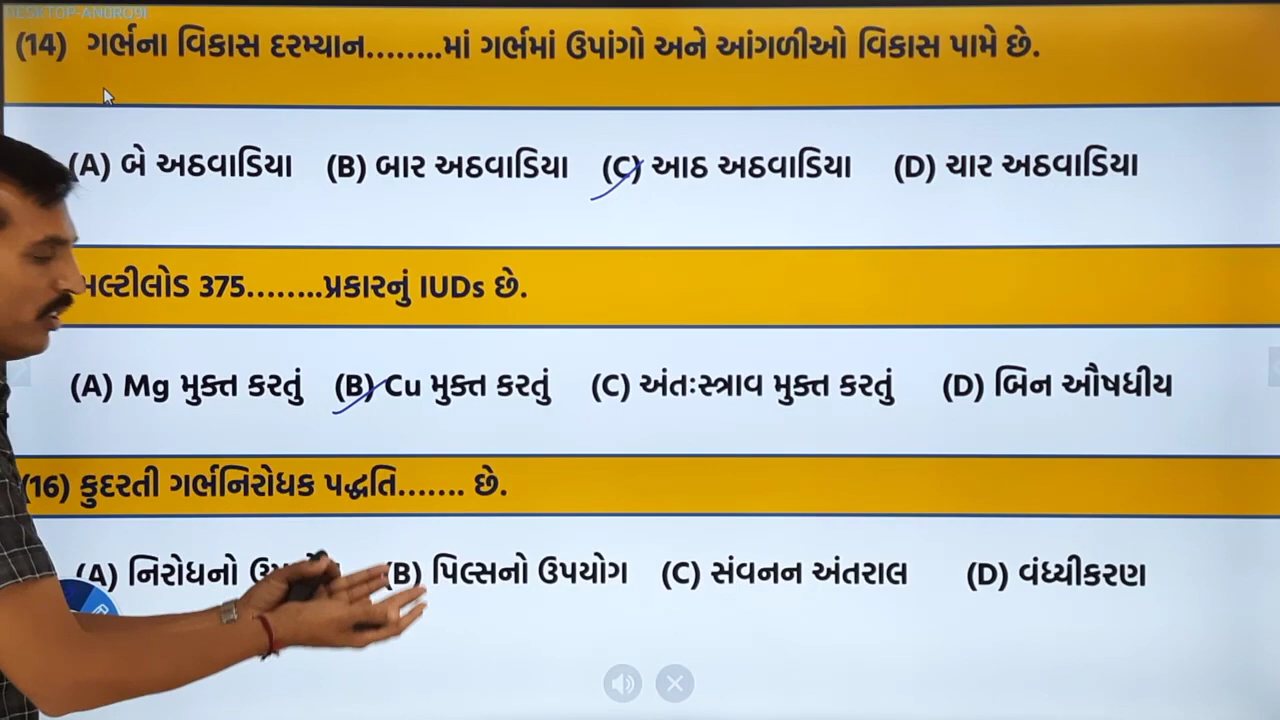 DESKTOP-ANDRO9I
(14) ગર્ભના વિકાસ દરમ્યાન........માં ગર્ભમાં ઉપાંગો અને આંગળીઓ વિકાસ પામે છે.
(A) બે અઠવાડિયા (B) બાર અઠવાડિયા (C) આઠ અઠવાડિયા (D) ચાર અઠવાડિયા
મલ્ટીલોડ 375........પ્રકારનું IUDs છે.
(A) Mg મુક્ત કરતું (B) Cu મુક્ત કરતું (C) અંતઃસ્ત્રાવ મુક્ત કરતું (D) બિન ઔષધીય
(16) કુદરતી ગર્ભનિરોધક પદ્ધતિ....... છે.
(A) નિરોધનો (B) પિલ્સનો ઉપયોગ (C) સંવનન અંતરાલ (D) વંધ્યીકરણ